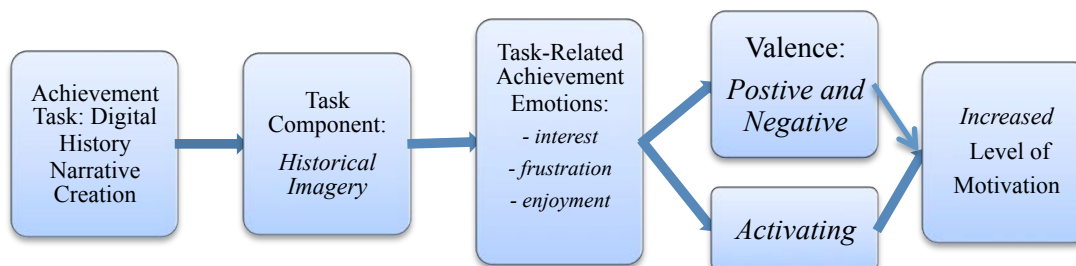 Achievement
Task: Digital
History
Narrative
Creation
Task
Component:
Historical
Imagery
Task-Related
Achievement
Emotions:
- interest
- frustration
- enjoyment
Valence:
Postive and
Negative
Activating
Increased
Level of
Motivation